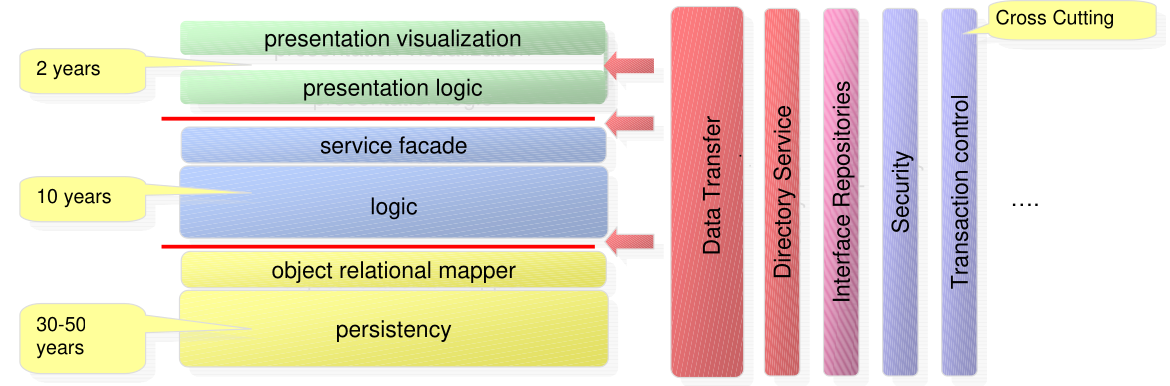 presentation visualization
2 years
presentation logic
service facade
10 years
logic
object relational mapper
30-50
years
persistency
Data Transfer
Directory Service
Interface Repositories
Security
Transaction control
Cross Cutting
....